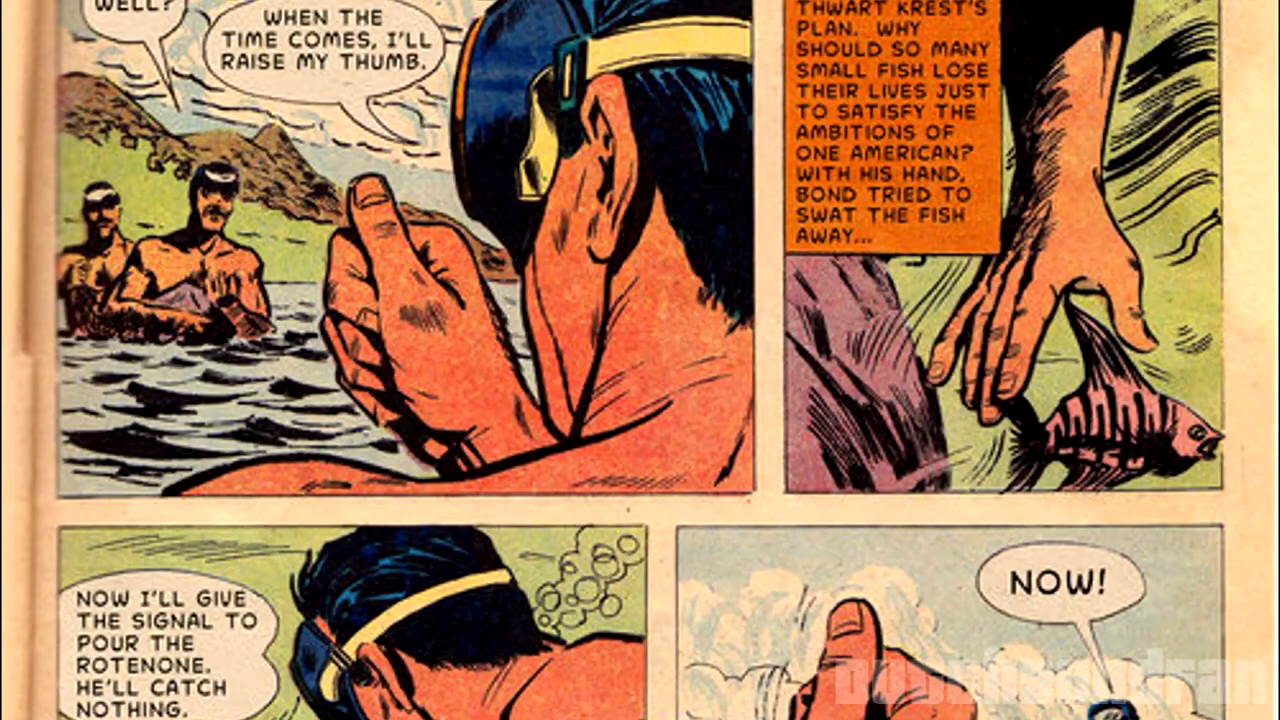 WELL?
WHEN THE
TIME COMES, I'LL
RAISE MY THUMB.
THWART KREST'S
PLAN. WHY
SHOULD SO MANY
SMALL FISH LOSE
THEIR LIVES JUST
TO SATISFY THE
AMBITIONS OF
ONE AMERICAN?
WITH HIS HAND,
BOND TRIED TO
SWAT THE FISH
AWAY...
NOW I'LL GIVE
THE SIGNAL TO
POUR THE
ROTENONE.
HE'LL CATCH
NOTHING.
NOW!